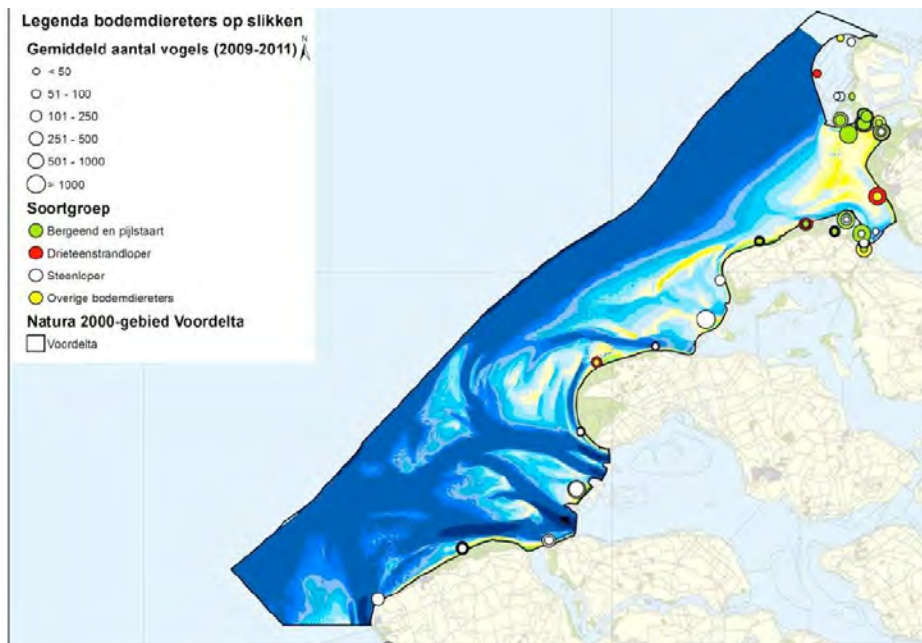 Legenda bodemdiereters op slikken
Gemiddeld aantal vogels (2009-2011)
N
< 50
51 - 100
101 - 250
251 - 500
501 - 1000
> 1000
Soortgroep
Bergeend en pijlstaart
Drieteenstrandloper
Steenloper
Overige bodemdiereters
Natura 2000-gebied Voordelta
Voordelta